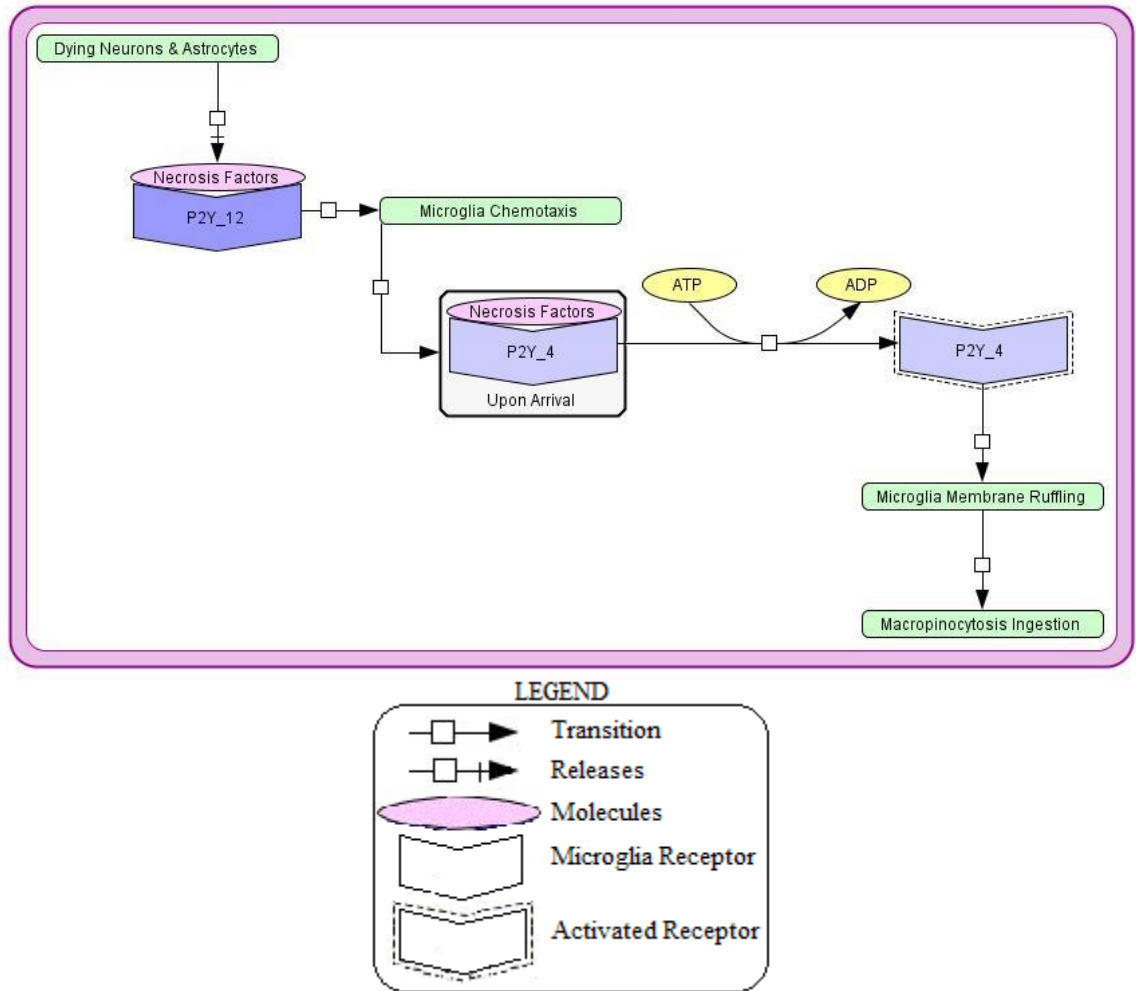 Dying Neurons & Astrocytes
Necrosis Factors
P2Y_12
Microglia Chemotaxis
ATP
ADP
Necrosis Factors
P2Y_4
Upon Arrival
P2Y_4
Microglia Membrane Ruffling
Macropinocytosis Ingestion
LEGEND
Transition
Releases
Molecules
Microglia Receptor
Activated Receptor